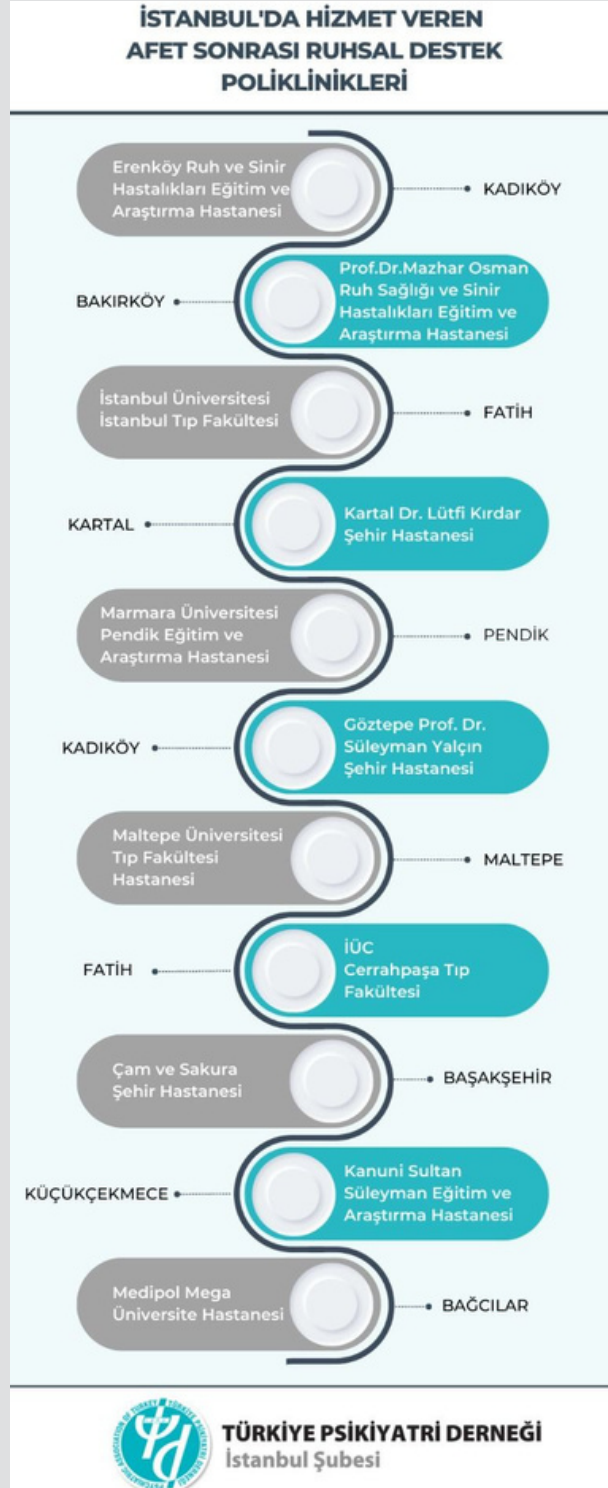 İSTANBUL'DA HİZMET VEREN
AFET SONRASI RUHSAL DESTEK
POLİKLİNİKLERİ
Erenköy Ruh ve Sinir
Hastalıkları Eğitim ve
Araştırma Hastanesi
KADIKÖY
Prof.Dr.Mazhar Osman
Ruh Sağlığı ve Sinir
Hastalıkları Eğitim ve
Araştırma Hastanesi
BAKIRKÖY
İstanbul Üniversitesi
İstanbul Tıp Fakültesi
FATİH
Kartal Dr. Lütfi Kırdar
Şehir Hastanesi
KARTAL
Marmara Üniversitesi
Pendik Eğitim ve
Araştırma Hastanesi
PENDİK
Göztepe Prof. Dr.
Süleyman Yalçın
Şehir Hastanesi
KADIKÖY
Maltepe Üniversitesi
Tıp Fakültesi
Hastanesi
MALTEPE
İÜC
Cerrahpaşa Tıp
Fakültesi
FATİH
Çam ve Sakura
Şehir Hastanesi
BAŞAKŞEHİR
Kanuni Sultan
Süleyman Eğitim ve
Araştırma Hastanesi
KÜÇÜKÇEKMECE
Medipol Mega
Üniversite Hastanesi
BAĞCILAR
TÜRKİYE PSİKİYATRİ DERNEĞİ
İstanbul Şubesi